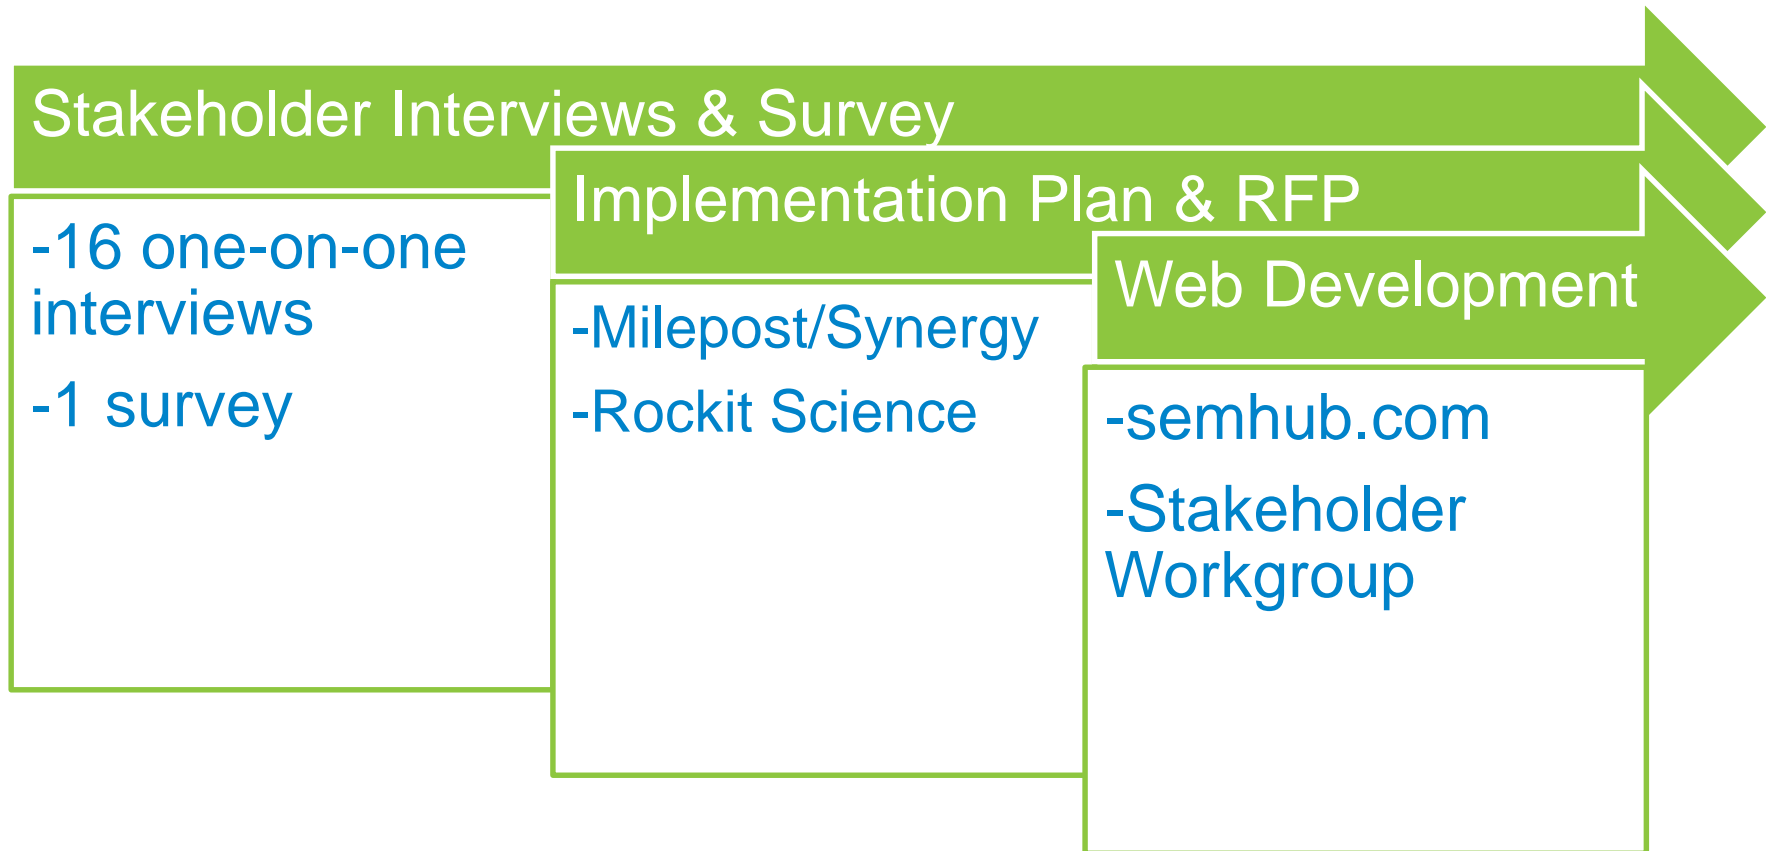 Stakeholder Interviews & Survey
-16 one-on-one
interviews
-1 survey
Implementation Plan & RFP
-Milepost/Synergy
-Rockit Science
Web Development
-semhub.com
-Stakeholder
Workgroup